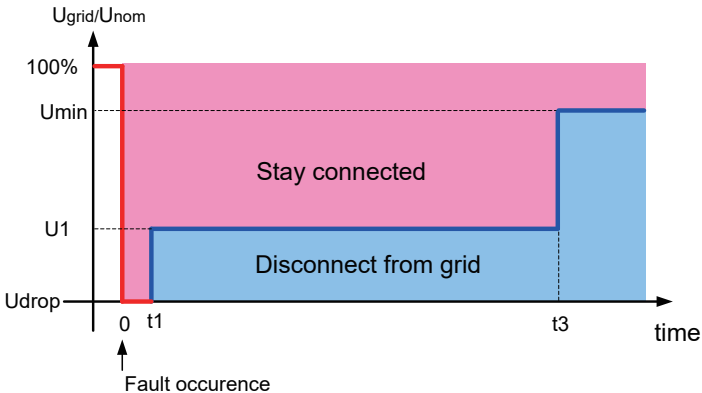 Ugrid/Unom
100%
Umin
Stay connected
U1
Disconnect from grid
Udrop
0
t1
t3
time
Fault occurence